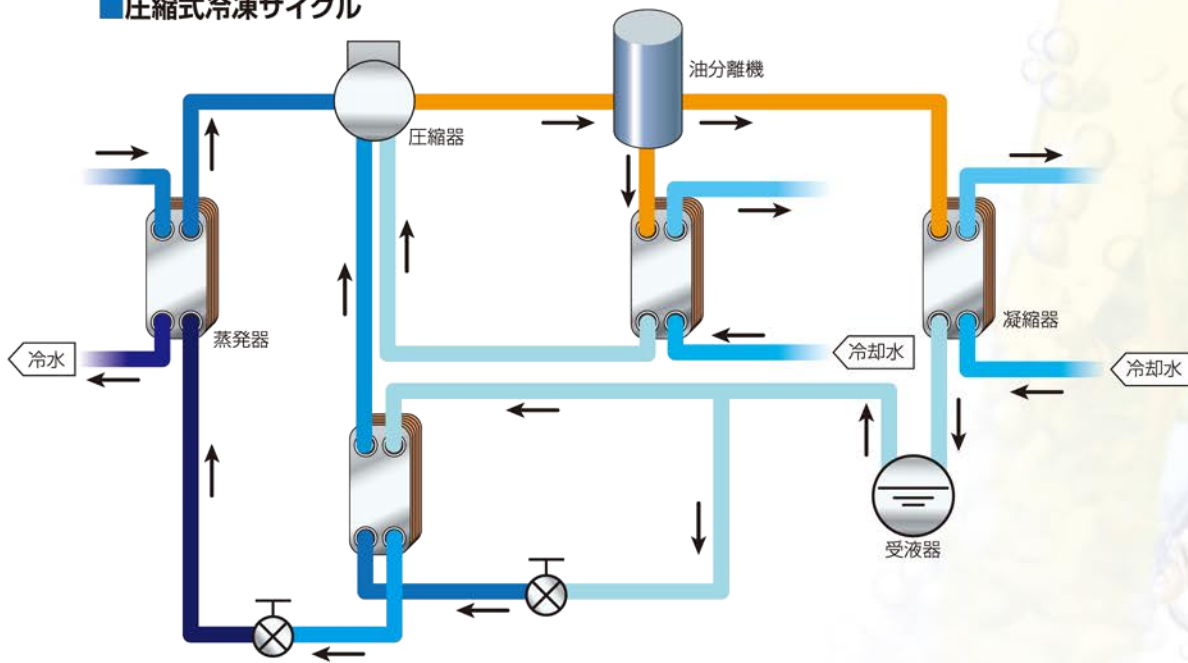 ■圧縮式冷凍サイクル
油分離機
圧縮器
蒸発器
凝縮器
冷水
冷却水
冷却水
受液器